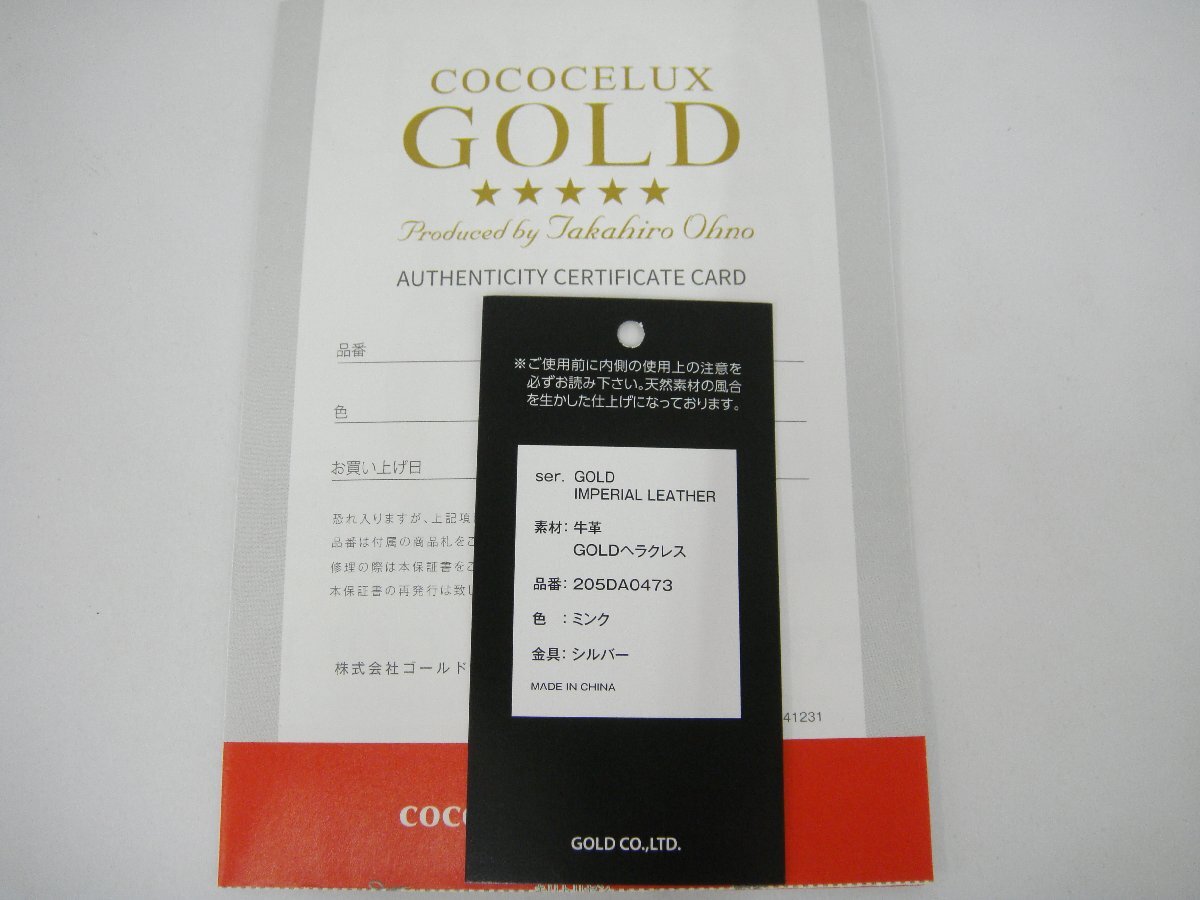 COCOCELUX
GOLD
★★★★★
Produced by Takahiro Ohno
AUTHENTICITY CERTIFICATE CARD
品番
色
お買い上げ日
恐れ入りますが、上記項
品番は付属の商品札をご
修理の際は本保証書をご
本保証書の再発行は致し
株式会社ゴールド
41231
coco
※ご使用前に内側の使用上の注意を
必ずお読み下さい。天然素材の風合
を生かした仕上げになっております。
ser. GOLD
IMPERIAL LEATHER
素材: 牛革
GOLDヘラクレス
品番: 205DA0473
色 : ミンク
金具: シルバー
MADE IN CHINA
GOLD CO.,LTD.